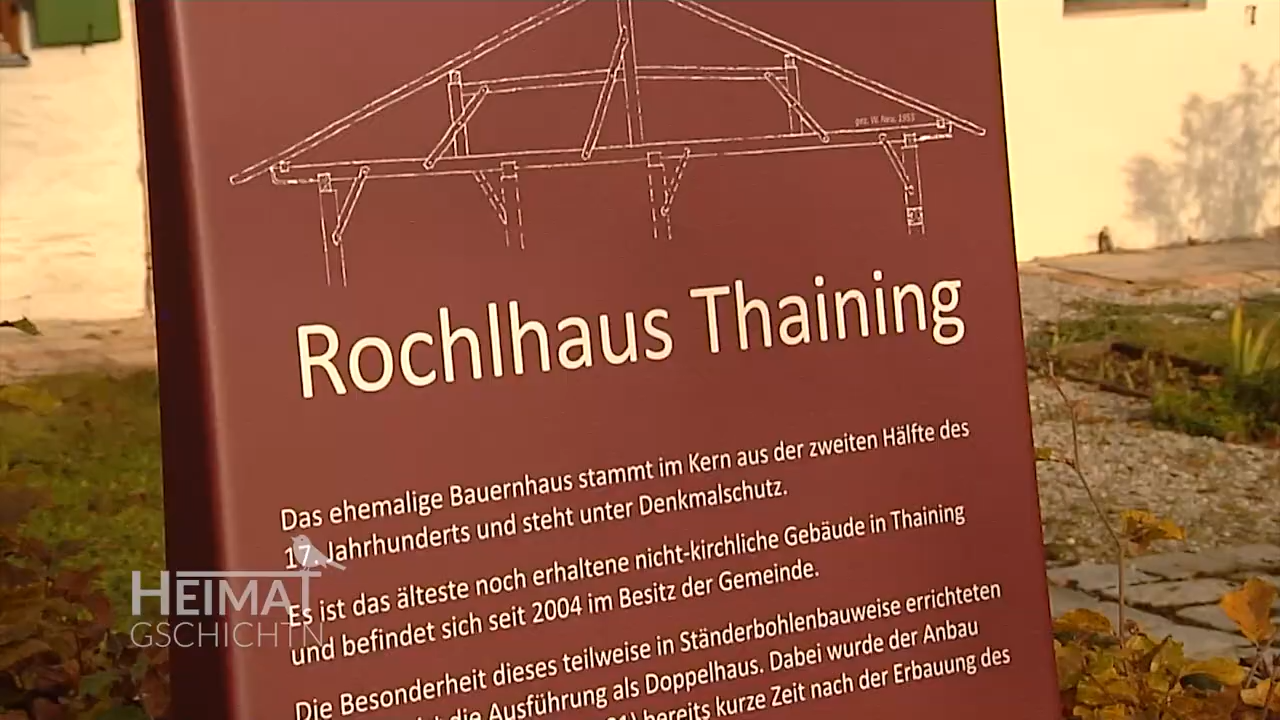 gez. W. Neu, 1953
Rochlhaus Thaining
Das ehemalige Bauernhaus stammt im Kern aus der zweiten Hälfte des
17. Jahrhunderts und steht unter Denkmalschutz.
Es ist das älteste noch erhaltene nicht-kirchliche Gebäude in Thaining
und befindet sich seit 2004 im Besitz der Gemeinde.
Die Besonderheit dieses teilweise in Ständerbohlenbauweise errichteten
ist die Ausführung als Doppelhaus. Dabei wurde der Anbau
bereits kurze Zeit nach der Erbauung des
HEIMAT
GSCHICHTN